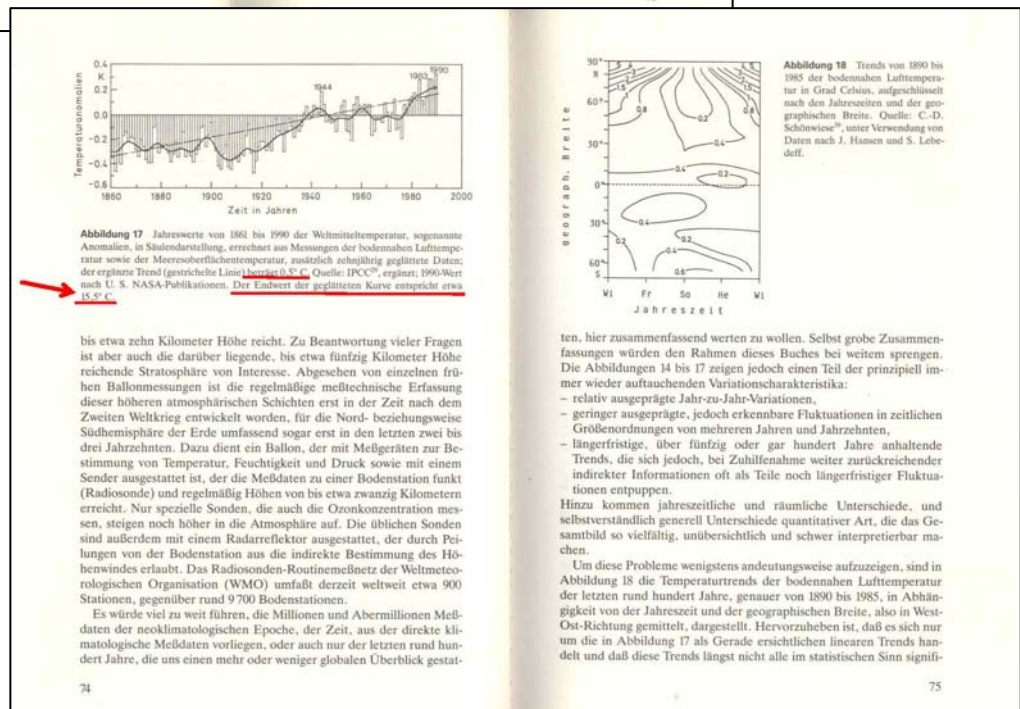 0.4
K
0.2
0.0
-0.2
-0.4
-0.6
Temperaturanomalien
1944
1983
1990
1860 1880 1900 1920 1940 1960 1980 2000
Zeit in Jahren
Abbildung 17 Jahreswerte von 1861 bis 1990 der Weltmitteltemperatur, sogenannte
Anomalien, in Säulendarstellung, errechnet aus Messungen der bodennahen Lufttempe-
ratur sowie der Meeresoberflächentemperatur, zusätzlich zehnjährig geglättete Daten;
der ergänzte Trend (gestrichelte Linie) beträgt 0,5° C. Quelle: IPCC, ergänzt; 1990-Wert
nach U. S. NASA-Publikationen. Der Endwert der geglätteten Kurve entspricht etwa
15,5° C.
bis etwa zehn Kilometer Höhe reicht. Zu Beantwortung vieler Fragen
ist aber auch die darüber liegende, bis etwa fünfzig Kilometer Höhe
reichende Stratosphäre von Interesse. Abgesehen von einzelnen frü-
hen Ballonmessungen ist die regelmäßige meßtechnische Erfassung
dieser höheren atmosphärischen Schichten erst in der Zeit nach dem
Zweiten Weltkrieg entwickelt worden, für die Nord- beziehungsweise
Südhemisphäre der Erde umfassend sogar erst in den letzten zwei bis
drei Jahrzehnten. Dazu dient ein Ballon, der mit Meßgeräten zur Be-
stimmung von Temperatur, Feuchtigkeit und Druck sowie mit einem
Sender ausgestattet ist, der die Meßdaten zu einer Bodenstation funkt
(Radiosonde) und regelmäßig Höhen von bis etwa zwanzig Kilometern
erreicht. Nur spezielle Sonden, die auch die Ozonkonzentration mes-
sen, steigen noch höher in die Atmosphäre auf. Die üblichen Sonden
sind außerdem mit einem Radarreflektor ausgestattet, der durch Pei-
lungen von der Bodenstation aus die indirekte Bestimmung des Hö-
henwindes erlaubt. Das Radiosonden-Routinemeßnetz der Weltmeteo-
rologischen Organisation (WMO) umfaßt derzeit weltweit etwa 900
Stationen, gegenüber rund 9 700 Bodenstationen.
Es würde viel zu weit führen, die Millionen und Abermillionen Meß-
daten der neoklimatologischen Epoche, der Zeit, aus der direkte kli-
matologische Meßdaten vorliegen, oder auch nur der letzten rund hun-
dert Jahre, die uns einen mehr oder weniger globalen Überblick gestat-
74
90°
N
60°
30°
0°
30°
60°
S
geograph. Breite
1.5
1
0.8
0.2
0.4
0.4
0.2
0.4
0.2
0.4
0.6
1
0.8
Wi Fr So He Wi
Jahreszeit
Abbildung 18 Trends von 1890 bis
1985 der bodennahen Lufttempera-
tur in Grad Celsius, aufgeschlüsselt
nach den Jahreszeiten und der geo-
graphischen Breite. Quelle: C.-D.
Schönwiese, unter Verwendung von
Daten nach J. Hansen und S. Lebe-
deff.
ten, hier zusammenfassend werten zu wollen. Selbst grobe Zusammen-
fassungen würden den Rahmen dieses Buches bei weitem sprengen.
Die Abbildungen 14 bis 17 zeigen jedoch einen Teil der prinzipiell im-
mer wieder auftauchenden Variationscharakteristika:
– relativ ausgeprägte Jahr-zu-Jahr-Variationen,
– geringer ausgeprägte, jedoch erkennbare Fluktuationen in zeitlichen
Größenordnungen von mehreren Jahren und Jahrzehnten,
– längerfristige, über fünfzig oder gar hundert Jahre anhaltende
Trends, die sich jedoch, bei Zuhilfenahme weiter zurückreichender
indirekter Informationen oft als Teile noch längerfristiger Fluktua-
tionen entpuppen.
Hinzu kommen jahreszeitliche und räumliche Unterschiede, und
selbstverständlich generell Unterschiede quantitativer Art, die das Ge-
samtbild so vielfältig, unübersichtlich und schwer interpretierbar ma-
chen.
Um diese Probleme wenigstens andeutungsweise aufzuzeigen, sind in
Abbildung 18 die Temperaturtrends der bodennahen Lufttemperatur
der letzten rund hundert Jahre, genauer von 1890 bis 1985, in Abhän-
gigkeit von der Jahreszeit und der geographischen Breite, also in West-
Ost-Richtung gemittelt, dargestellt. Hervorzuheben ist, daß es sich nur
um die in Abbildung 17 als Gerade ersichtlichen linearen Trends han-
delt und daß diese Trends längst nicht alle im statistischen Sinn signifi-
75